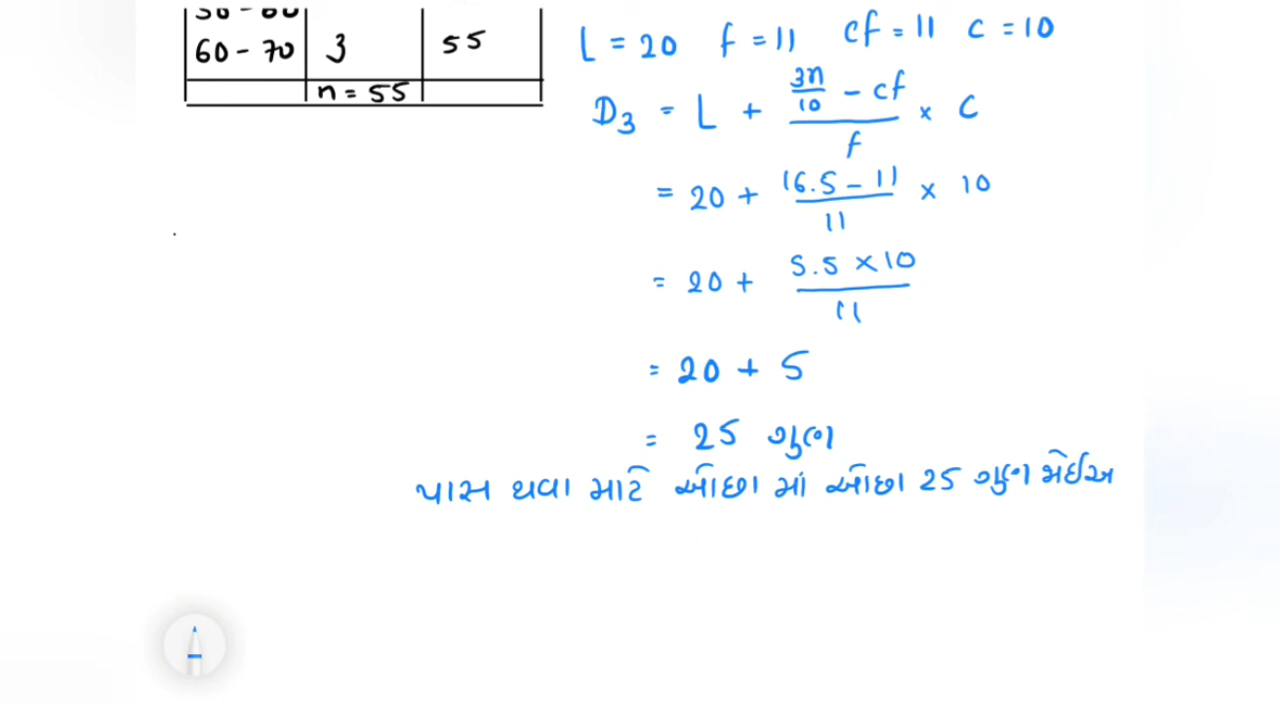 60 - 70 3 55
n = 55
L = 20 f = 11 cf = 11 c = 10
D₃ = L + (3n/10 - cf)/f × C
= 20 + (16.5 - 11)/11 × 10
= 20 + (5.5 × 10)/11
= 20 + 5
= 25 ગુણ
પાસ થવા માટે ઓછા માં ઓછા 25 ગુણ જોઈએ